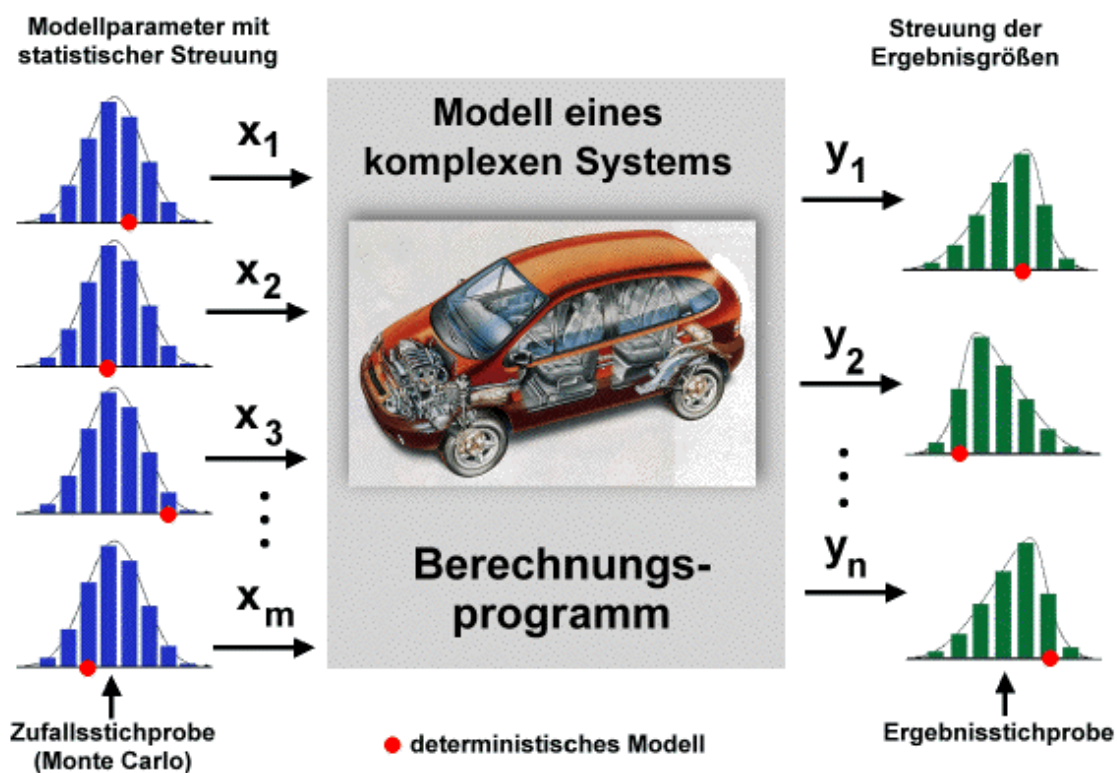 Modellparameter mit
statistischer Streuung
x1
x2
x3
xm
Zufallsstichprobe
(Monte Carlo)
Modell eines
komplexen Systems
Berechnungs-
programm
deterministisches Modell
Streuung der
Ergebnisgrößen
y1
y2
yn
Ergebnisstichprobe